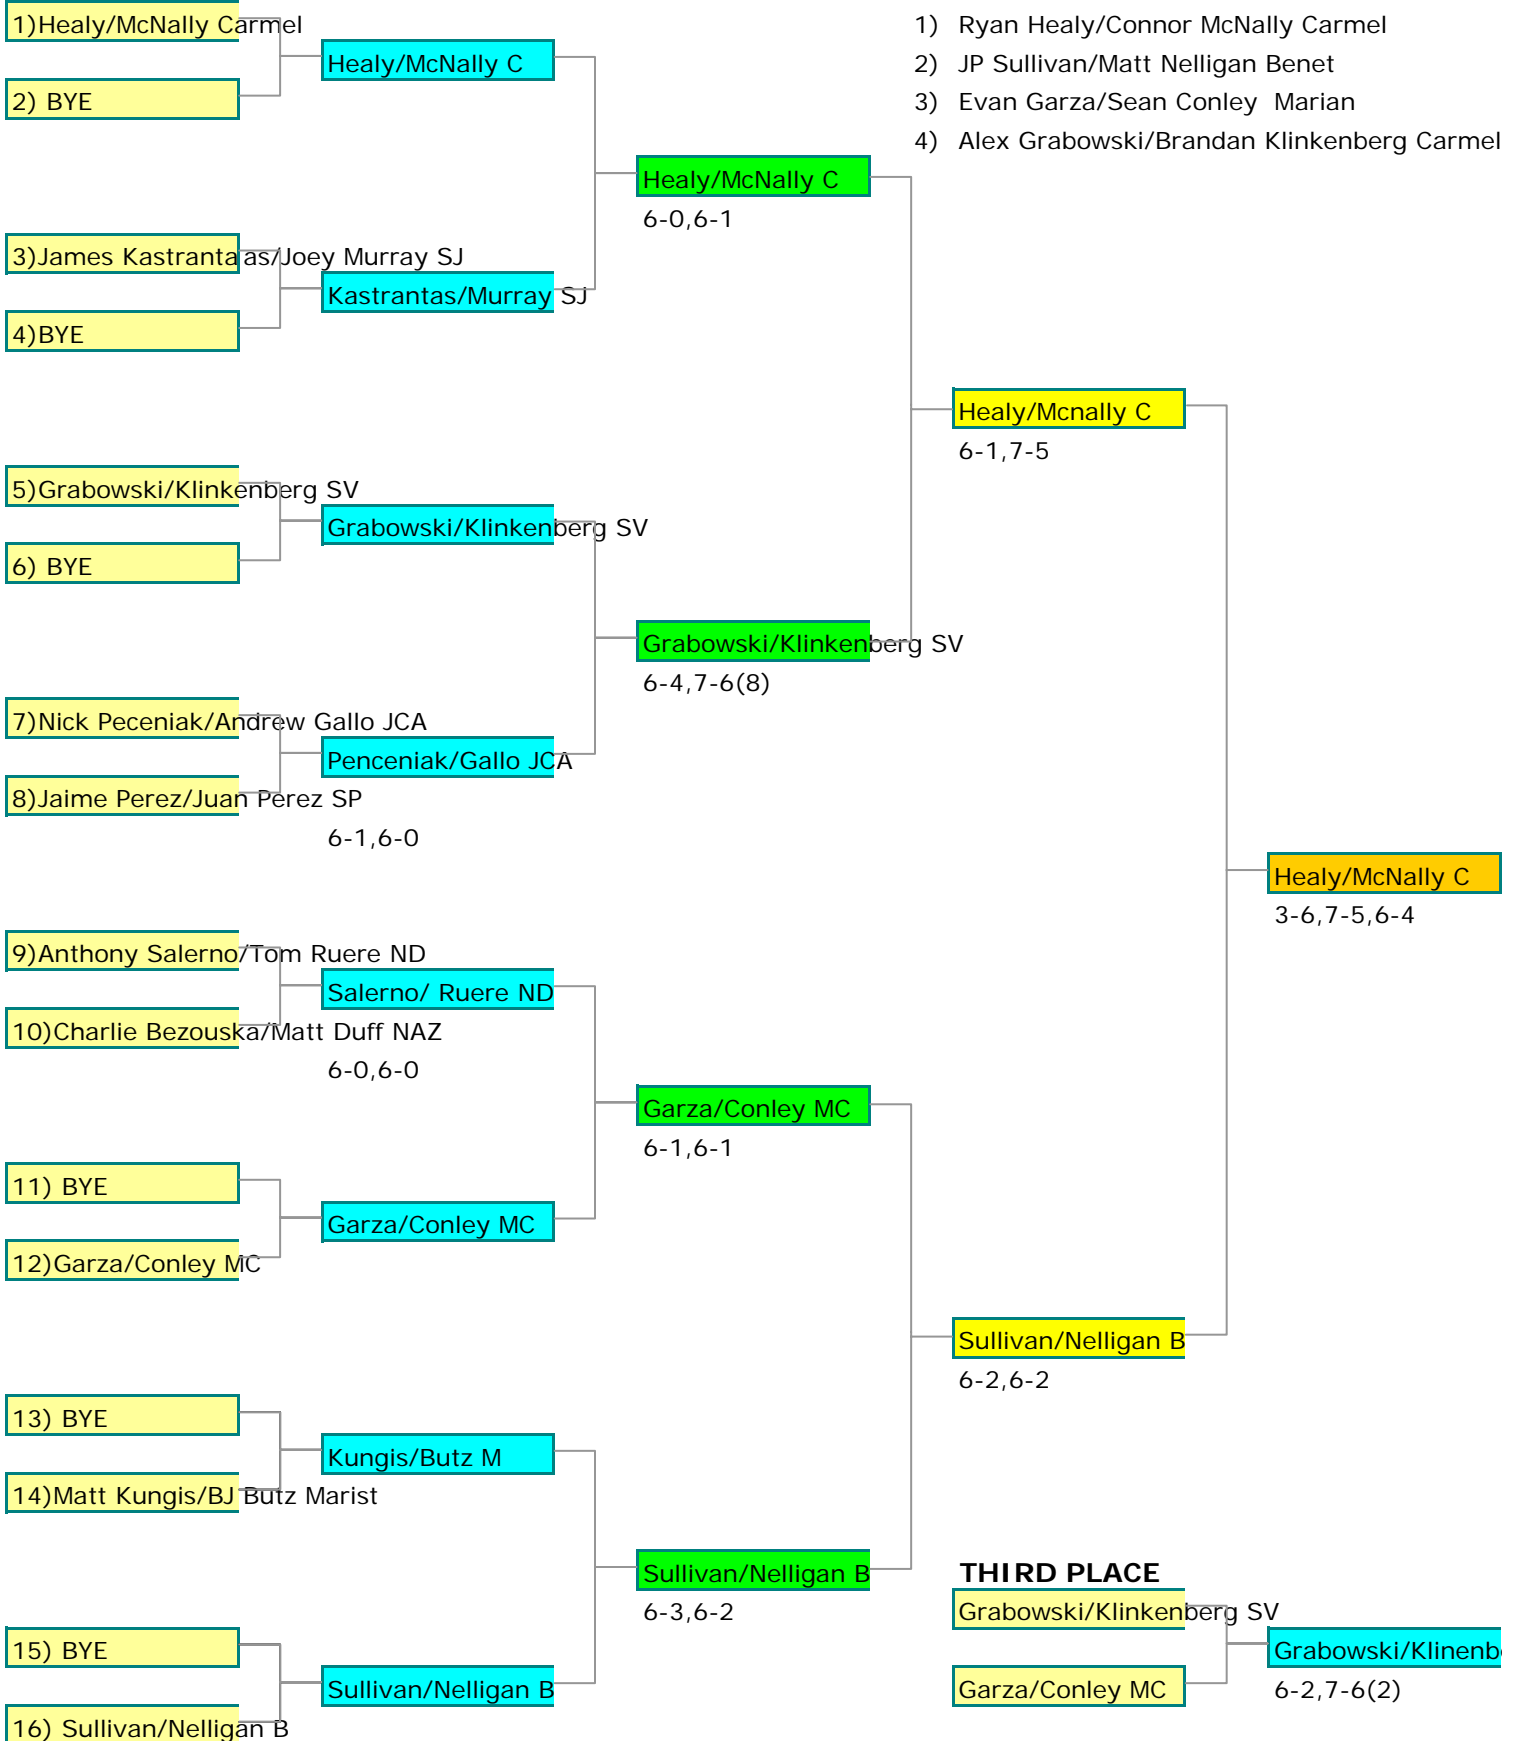 1)Healy/McNally Carmel
Healy/McNally C
2) BYE
1) Ryan Healy/Connor McNally Carmel
2) JP Sullivan/Matt Nelligan Benet
3) Evan Garza/Sean Conley Marian
4) Alex Grabowski/Brandan Klinkenberg Carmel
Healy/McNally C
6-0,6-1
3)James Kastrantaras/Joey Murray SJ
Kastrantas/Murray SJ
4)BYE
Healy/Mcnally C
6-1,7-5
5)Grabowski/Klinkenberg SV
Grabowski/Klinkenberg SV
6) BYE
Grabowski/Klinkenberg SV
6-4,7-6(8)
7)Nick Peceniak/Andrew Gallo JCA
Penceniak/Gallo JCA
8)Jaime Perez/Juan Perez SP
6-1,6-0
Healy/McNally C
3-6,7-5,6-4
9)Anthony Salerno/Tom Ruere ND
Salerno/ Ruere ND
10)Charlie Bezouska/Matt Duff NAZ
6-0,6-0
Garza/Conley MC
6-1,6-1
11) BYE
Garza/Conley MC
12)Garza/Conley MC
Sullivan/Nelligan B
6-2,6-2
13) BYE
Kungis/Butz M
14)Matt Kungis/BJ Butz Marist
Sullivan/Nelligan B
6-3,6-2
15) BYE
Sullivan/Nelligan B
16) Sullivan/Nelligan B
THIRD PLACE
Grabowski/Klinkenberg SV
Grabowski/Klinenb
Garza/Conley MC
6-2,7-6(2)